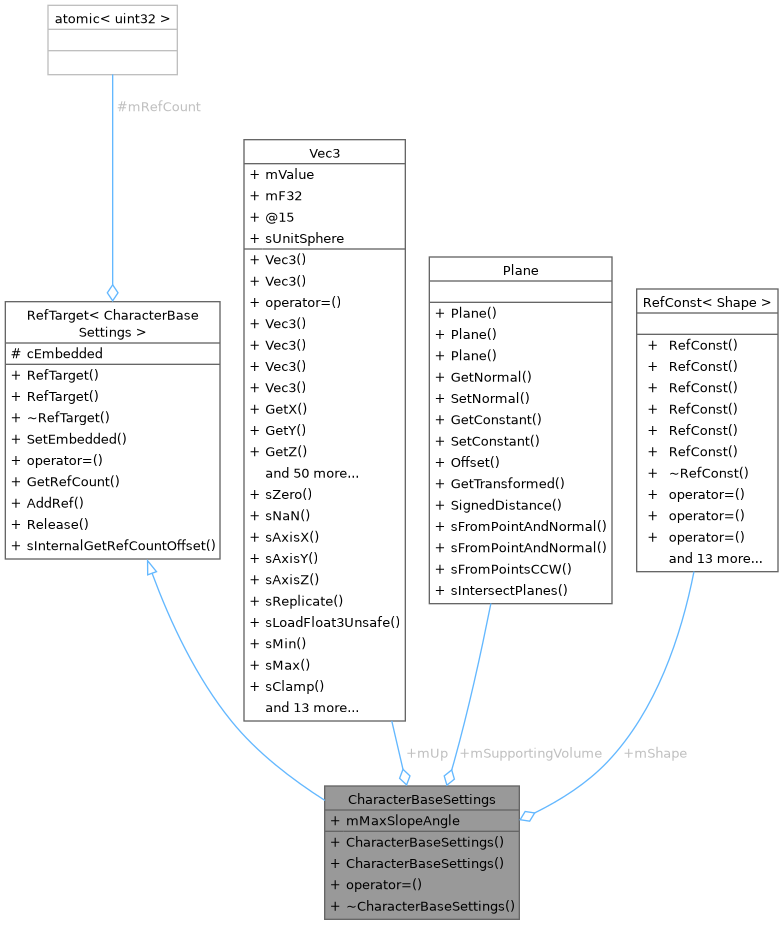 atomic< uint32 >
#mRefCount
RefTarget< CharacterBase
Settings >
# cEmbedded
+ RefTarget()
+ RefTarget()
+ ~RefTarget()
+ SetEmbedded()
+ operator=()
+ GetRefCount()
+ AddRef()
+ Release()
+ sInternalGetRefCountOffset()
Vec3
+ mValue
+ mF32
+ @15
+ sUnitSphere
+ Vec3()
+ Vec3()
+ operator=()
+ Vec3()
+ Vec3()
+ Vec3()
+ Vec3()
+ GetX()
+ GetY()
+ GetZ()
and 50 more...
+ sZero()
+ sNaN()
+ sAxisX()
+ sAxisY()
+ sAxisZ()
+ sReplicate()
+ sLoadFloat3Unsafe()
+ sMin()
+ sMax()
+ sClamp()
and 13 more...
Plane
+ Plane()
+ Plane()
+ Plane()
+ GetNormal()
+ SetNormal()
+ GetConstant()
+ SetConstant()
+ Offset()
+ GetTransformed()
+ SignedDistance()
+ sFromPointAndNormal()
+ sFromPointAndNormal()
+ sFromPointsCCW()
+ sIntersectPlanes()
RefConst< Shape >
+ RefConst()
+ RefConst()
+ RefConst()
+ RefConst()
+ RefConst()
+ RefConst()
+ ~RefConst()
+ operator=()
+ operator=()
+ operator=()
and 13 more...
+mUp
+mSupportingVolume
+mShape
CharacterBaseSettings
+ mMaxSlopeAngle
+ CharacterBaseSettings()
+ CharacterBaseSettings()
+ operator=()
+ ~CharacterBaseSettings()